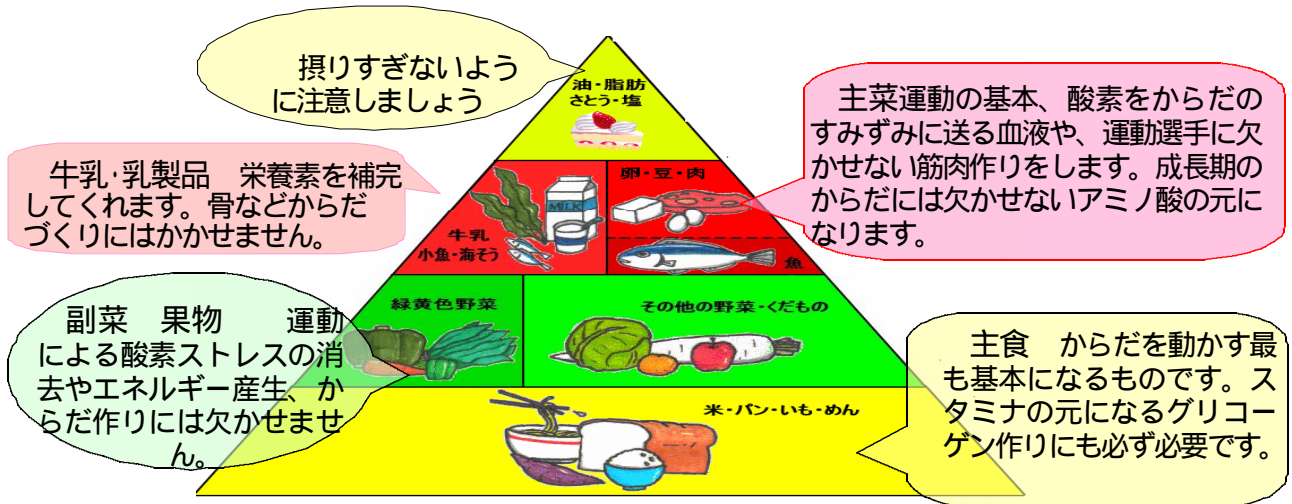 摂りすぎないよう
に注意しましょう
油・脂肪
さとう・塩
主菜運動の基本、酸素をからだの
すみずみに送る血液や、運動選手に欠
かせない筋肉作りをします。成長期の
からだには欠かせないアミノ酸の元に
なります。
牛乳・乳製品　栄養素を補完
してくれます。骨などからだ
づくりにはかかせません。
卵・豆・肉
MILK
牛乳
小魚・海そう
魚
副菜　果物　　運動
による酸素ストレスの消
去やエネルギー産生、か
らだ作りには欠かせませ
ん。
緑黄色野菜
その他の野菜・くだもの
主食　からだを動かす最
も基本になるものです。ス
タミナの元になるグリコー
ゲン作りにも必ず必要です。
米・パン・いも・めん